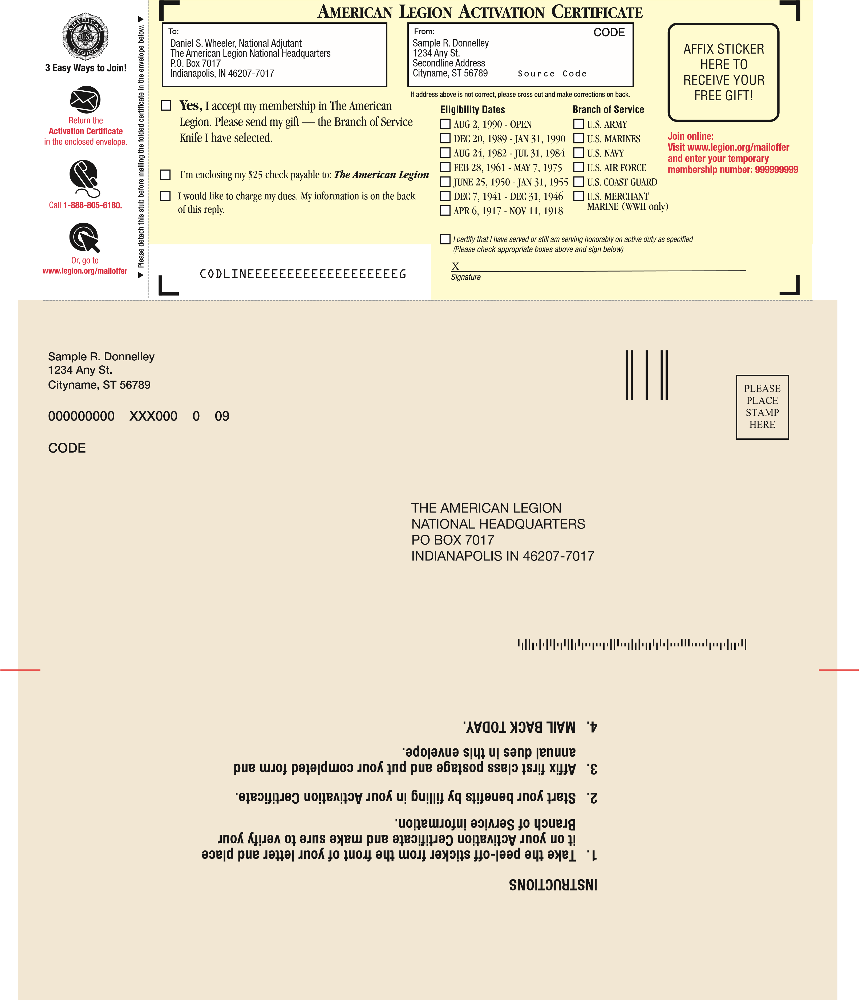 AMERICAN LEGION
US
3 Easy Ways to Join!
Return the
Activation Certificate
in the enclosed envelope.
Call 1-888-805-6180.
Or, go to
www.legion.org/mailoffer
▼ Please detach this stub before mailing the folded certificate in the envelope below. ▼
AMERICAN LEGION ACTIVATION CERTIFICATE
To:
Daniel S. Wheeler, National Adjutant
The American Legion National Headquarters
P.O. Box 7017
Indianapolis, IN 46207-7017
From:
CODE
Sample R. Donnelley
1234 Any St.
Secondline Address
Cityname, ST 56789 Source Code
If address above is not correct, please cross out and make corrections on back.
AFFIX STICKER
HERE TO
RECEIVE YOUR
FREE GIFT!
Yes, I accept my membership in The American
Legion. Please send my gift — the Branch of Service
Knife I have selected.
I'm enclosing my $25 check payable to: The American Legion
I would like to charge my dues. My information is on the back
of this reply.
Eligibility Dates
AUG 2, 1990 - OPEN
DEC 20, 1989 - JAN 31, 1990
AUG 24, 1982 - JUL 31, 1984
FEB 28, 1961 - MAY 7, 1975
JUNE 25, 1950 - JAN 31, 1955
DEC 7, 1941 - DEC 31, 1946
APR 6, 1917 - NOV 11, 1918
Branch of Service
U.S. ARMY
U.S. MARINES
U.S. NAVY
U.S. AIR FORCE
U.S. COAST GUARD
U.S. MERCHANT
MARINE (WWII only)
Join online:
Visit www.legion.org/mailoffer
and enter your temporary
membership number: 999999999
I certify that I have served or still am serving honorably on active duty as specified
(Please check appropriate boxes above and sign below)
X
Signature
CODLINEEEEEEEEEEEEEEEEEEEG
Sample R. Donnelley
1234 Any St.
Cityname, ST 56789
000000000 XXX000 0 09
CODE
PLEASE
PLACE
STAMP
HERE
THE AMERICAN LEGION
NATIONAL HEADQUARTERS
PO BOX 7017
INDIANAPOLIS IN 46207-7017
INSTRUCTIONS
1. Take the peel-off sticker from the front of your letter and place
it on your Activation Certificate and make sure to verify your
Branch of Service information.
2. Start your benefits by filling in your Activation Certificate.
3. Affix first class postage and put your completed form and
annual dues in this envelope.
4. MAIL BACK TODAY.